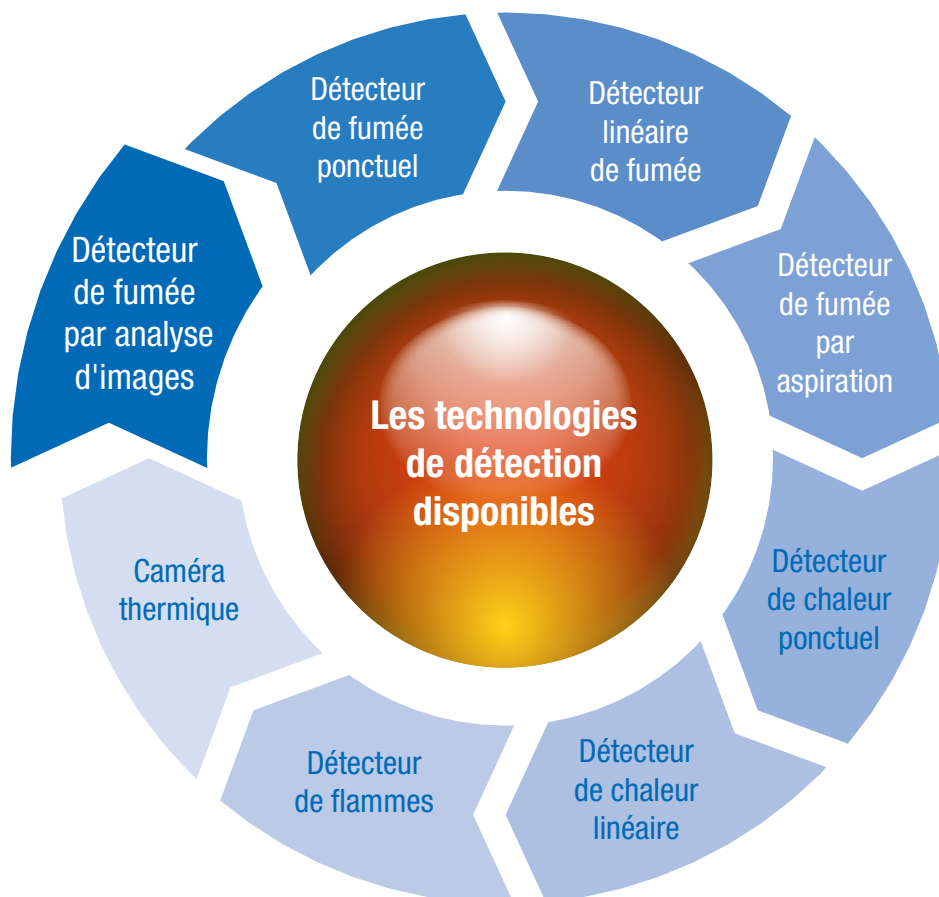 Détecteur
de fumée
ponctuel
Détecteur
linéaire
de fumée
Détecteur
de fumée
par
aspiration
Détecteur
de chaleur
ponctuel
Détecteur
de chaleur
linéaire
Détecteur
de flammes
Caméra
thermique
Détecteur
de fumée
par analyse
d'images
Les technologies
de détection
disponibles